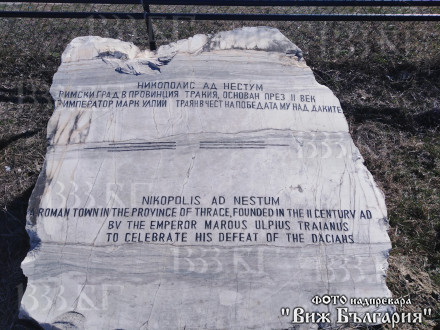 НИКОПОЛИС АД НЕСТУМ
РИМСКИ ГРАД В ПРОВИНЦИЯ ТРАКИЯ, ОСНОВАН ПРЕЗ II ВЕК
ИМПЕРАТОР МАРК УЛПИЙ ТРАЯН В ЧЕСТ НА ПОБЕДАТА МУ НАД ДАКИТЕ
NIKOPOLIS AD NESTUM
A ROMAN TOWN IN THE PROVINCE OF THRACE, FOUNDED IN THE II CENTURY AD
BY THE EMPEROR MAROUS ULPIUS TRAIANUS
TO CELEBRATE HIS DEFEAT OF THE DACIANS
ФОТО надпревара
"Виж България"